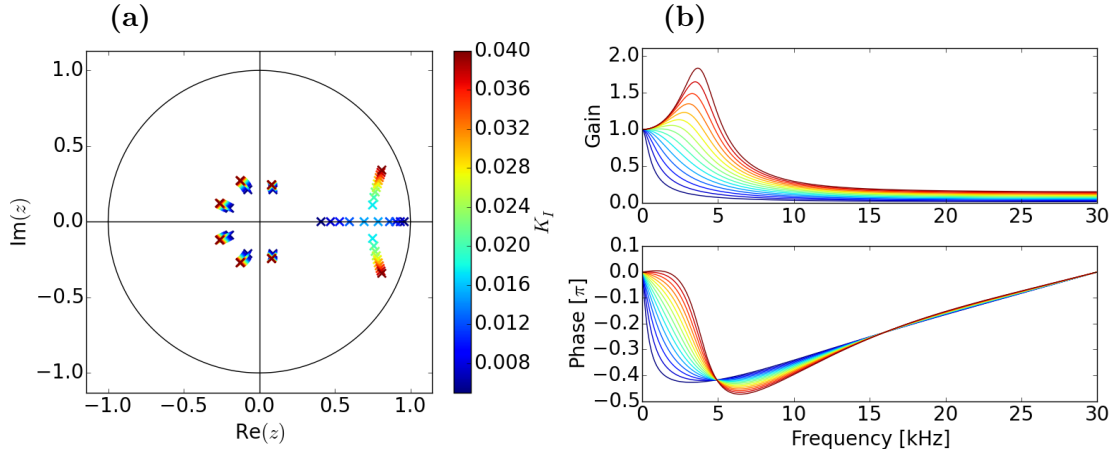 (a)
1.0
0.5
0.0
−0.5
−1.0
Im(z)
−1.0 −0.5 0.0 0.5 1.0
Re(z)
0.040
0.036
0.032
0.028
0.024
0.020
0.016
0.012
0.008
K_I
(b)
2.0
1.5
1.0
0.5
0.0
Gain
0 5 10 15 20 25 30
0.1
0.0
−0.1
−0.2
−0.3
−0.4
−0.5
Phase [π]
0 5 10 15 20 25 30
Frequency [kHz]